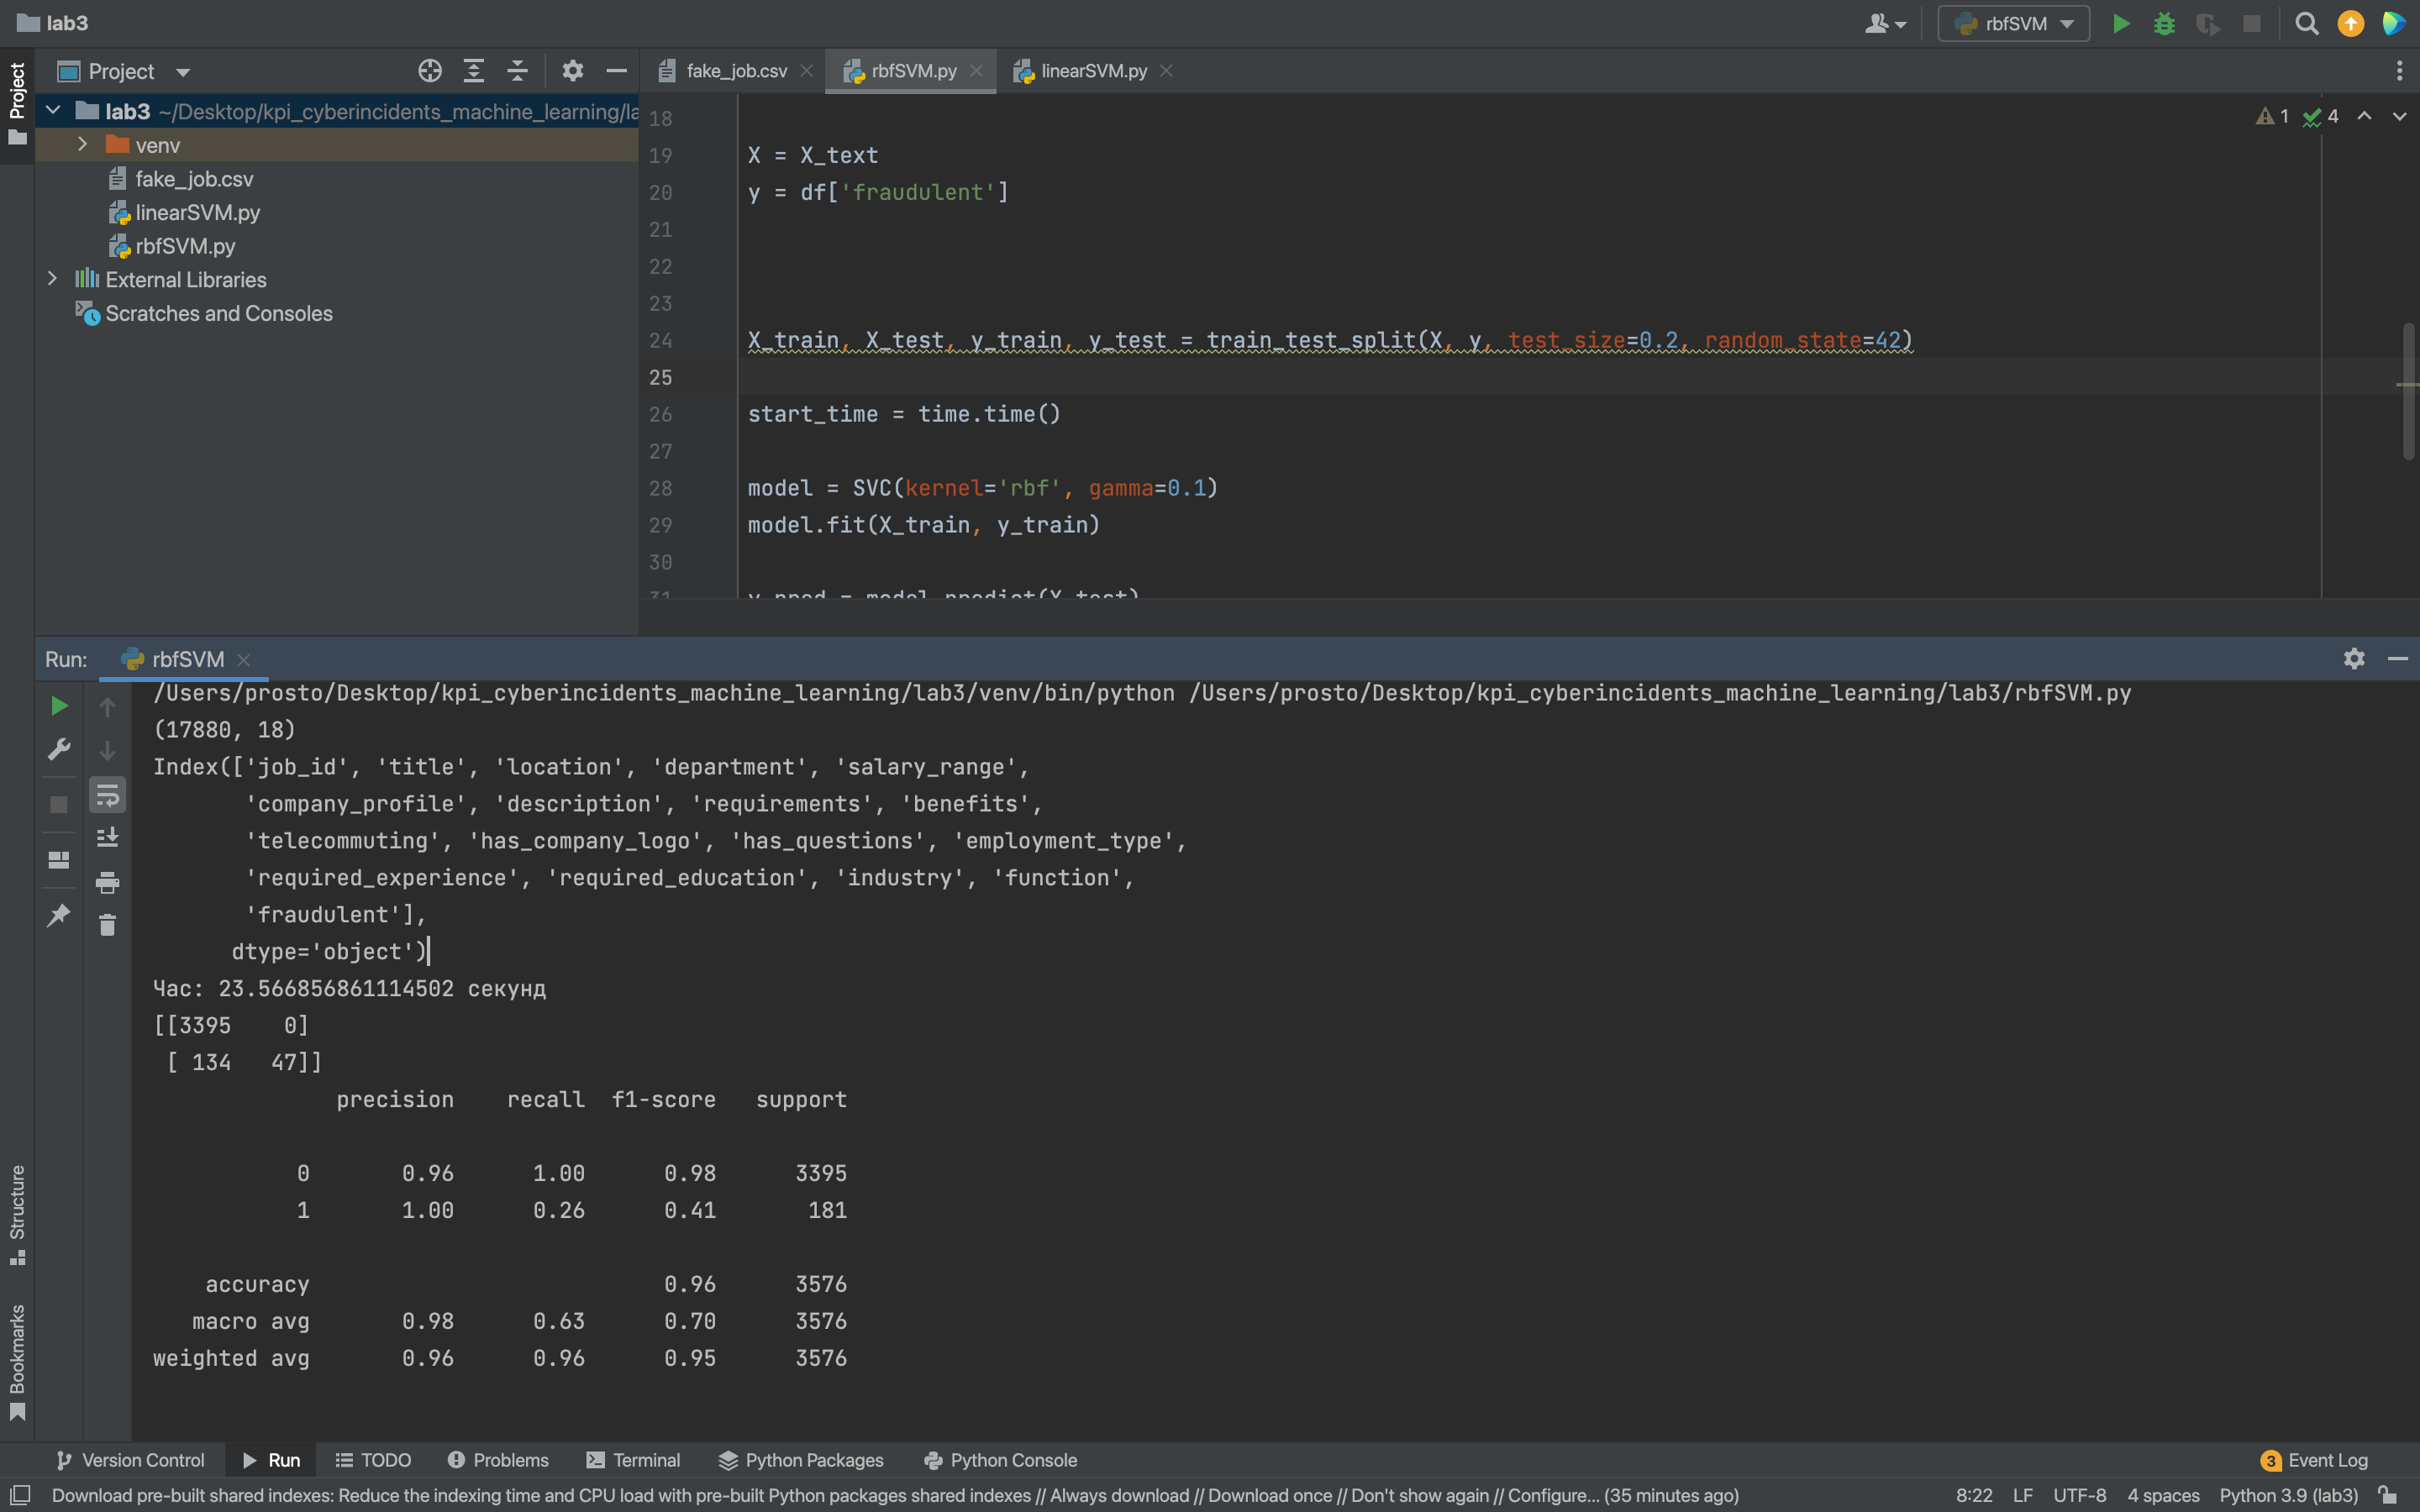 lab3
rbfSVM
Project
Project
fake_job.csv
rbfSVM.py
linearSVM.py
lab3 ~/Desktop/kpi_cyberincidents_machine_learning/la
venv
fake_job.csv
linearSVM.py
rbfSVM.py
External Libraries
Scratches and Consoles
1 4
18
19 X = X_text
20 y = df['fraudulent']
21
22
23
24 X_train, X_test, y_train, y_test = train_test_split(X, y, test_size=0.2, random_state=42)
25
26 start_time = time.time()
27
28 model = SVC(kernel='rbf', gamma=0.1)
29 model.fit(X_train, y_train)
30
31 y_pred = model.predict(X_test)
Run: rbfSVM
/Users/prosto/Desktop/kpi_cyberincidents_machine_learning/lab3/venv/bin/python /Users/prosto/Desktop/kpi_cyberincidents_machine_learning/lab3/rbfSVM.py
(17880, 18)
Index(['job_id', 'title', 'location', 'department', 'salary_range',
'company_profile', 'description', 'requirements', 'benefits',
'telecommuting', 'has_company_logo', 'has_questions', 'employment_type',
'required_experience', 'required_education', 'industry', 'function',
'fraudulent'],
dtype='object')
Час: 23.566856861114502 секунд
[[3395 0]
[ 134 47]]
precision recall f1-score support
0 0.96 1.00 0.98 3395
1 1.00 0.26 0.41 181
accuracy 0.96 3576
macro avg 0.98 0.63 0.70 3576
weighted avg 0.96 0.96 0.95 3576
Structure
Bookmarks
Version Control Run TODO Problems Terminal Python Packages Python Console 3 Event Log
Download pre-built shared indexes: Reduce the indexing time and CPU load with pre-built Python packages shared indexes // Always download // Download once // Don't show again // Configure... (35 minutes ago) 8:22 LF UTF-8 4 spaces Python 3.9 (lab3)